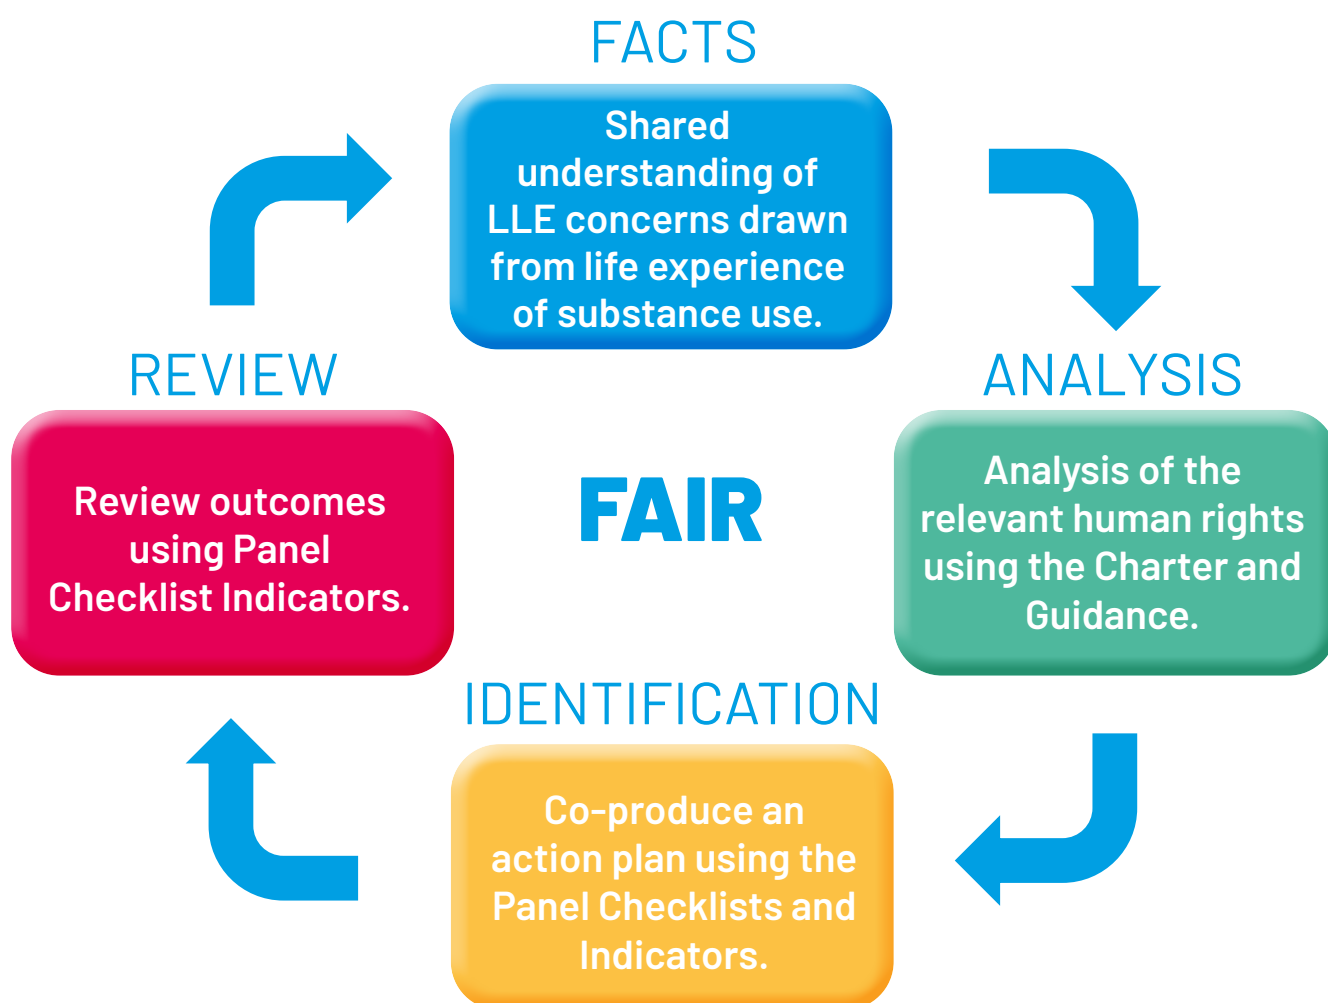 FACTS
Shared
understanding of
LLE concerns drawn
from life experience
of substance use.
ANALYSIS
Analysis of the
relevant human rights
using the Charter and
Guidance.
IDENTIFICATION
Co-produce an
action plan using the
Panel Checklists and
Indicators.
REVIEW
Review outcomes
using Panel
Checklist Indicators.
FAIR